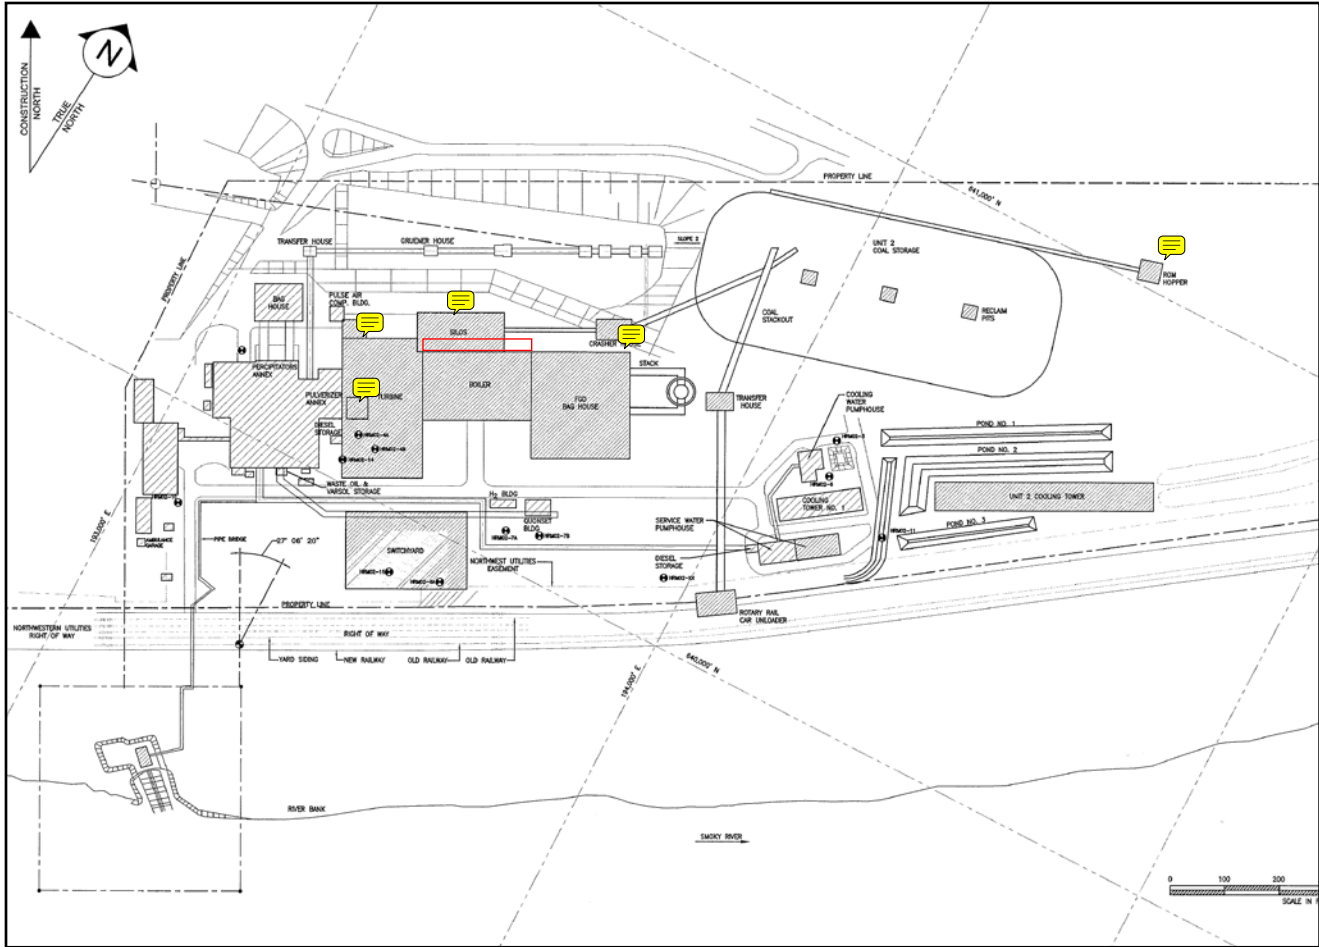 CONSTRUCTION
NORTH
TRUE
NORTH
N
PROPERTY LINE
641,000' N
TRANSFER HOUSE
GRUEMER HOUSE
SLOPE 2
UNIT 2
COAL STORAGE
ROM
HOPPER
PROPERTY LINE
BAG
HOUSE
PULSE AIR
COMP. BLDG.
SILOS
COAL
STACKOUT
RECLAIM
PITS
PERCIPITATORS
ANNEX
STACK
BOILER
FGD
BAG HOUSE
PULVERIZER
ANNEX
TURBINE
TRANSFER
HOUSE
COOLING
WATER
PUMPHOUSE
DIESEL
STORAGE
POND NO. 1
POND NO. 2
WASTE OIL &
VARSOL STORAGE
H2 BLDG
QUONSET
BLDG
COOLING
TOWER NO. 1
UNIT 2 COOLING TOWER
193,000' E
AMBULANCE
GARAGE
PIPE BRIDGE
27° 06' 20"
SWITCHYARD
SERVICE WATER
PUMPHOUSE
POND NO. 3
DIESEL
STORAGE
NORTHWEST UTILITIES
EASEMENT
PROPERTY LINE
ROTARY RAIL
CAR UNLOADER
NORTHWESTERN UTILITIES
RIGHT/OF WAY
RIGHT OF WAY
YARD SIDING
NEW RAILWAY
OLD RAILWAY
OLD RAILWAY
640,000' N
194,000' E
RIVER BANK
SMOKY RIVER
0 100 200
SCALE IN